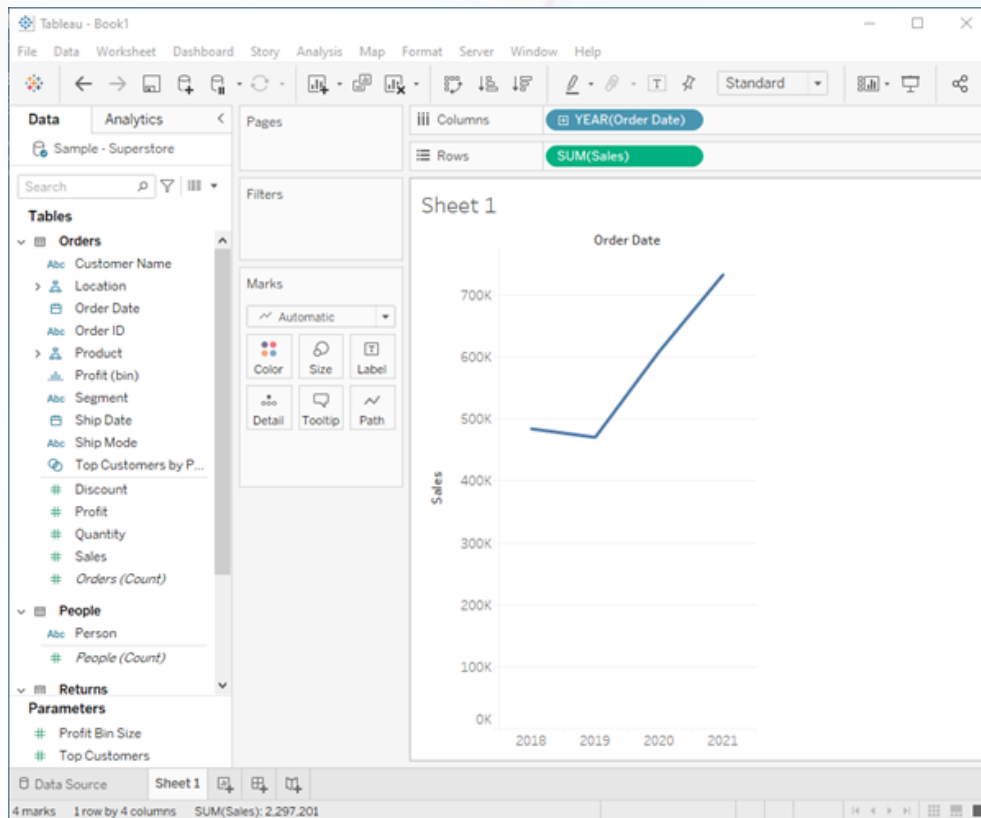 Tableau - Book1
File Data Worksheet Dashboard Story Analysis Map Format Server Window Help
Standard
Data Analytics
Sample - Superstore
Search
Tables
Orders
Abc Customer Name
Location
Order Date
Abc Order ID
Product
Profit (bin)
Abc Segment
Ship Date
Abc Ship Mode
Top Customers by P...
# Discount
# Profit
# Quantity
# Sales
# Orders (Count)
People
Abc Person
# People (Count)
Returns
Parameters
# Profit Bin Size
# Top Customers
Pages
Filters
Marks
Automatic
Color Size T Label
Detail Tooltip Path
Columns YEAR(Order Date)
Rows SUM(Sales)
Sheet 1
Order Date
Sales
700K
600K
500K
400K
300K
200K
100K
0K
2018 2019 2020 2021
Data Source Sheet 1
4 marks 1 row by 4 columns SUM(Sales): 2,297,201